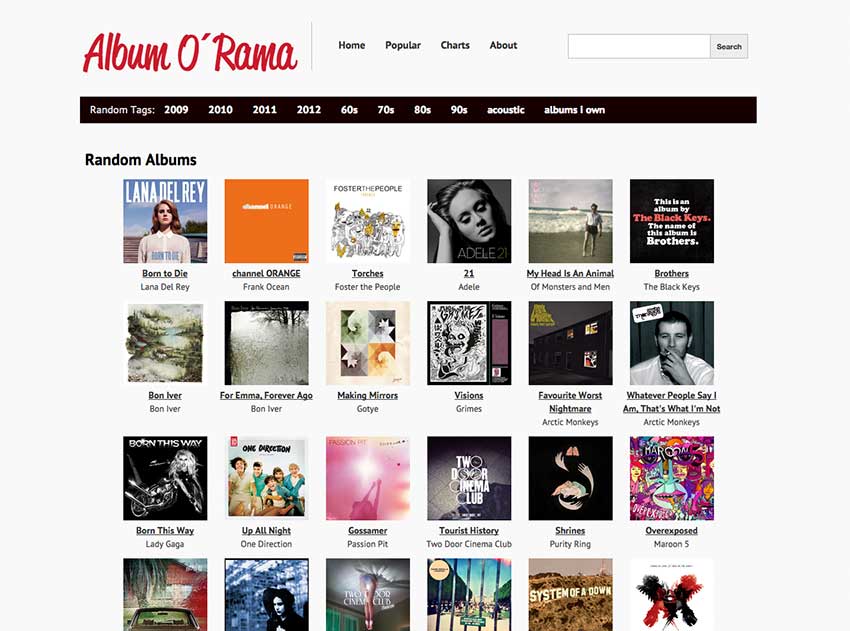 Album O´Rama
Home Popular Charts About
Search
Random Tags: 2009 2010 2011 2012 60s 70s 80s 90s acoustic albums i own
Random Albums
LANA DEL REY
BORN TO DIE
channel ORANGE
FOSTER THE PEOPLE
ADELE 21
This is an
album by
The Black Keys.
The name of
this album is
Brothers.
Born to Die channel ORANGE Torches 21 My Head Is An Animal Brothers
Lana Del Rey Frank Ocean Foster the People Adele Of Monsters and Men The Black Keys
Bon Iver For Emma, Forever Ago Making Mirrors Visions Favourite Worst Whatever People Say I
Nightmare Am, That's What I'm Not
Bon Iver Bon Iver Gotye Grimes Arctic Monkeys Arctic Monkeys
BORN THIS WAY
1D ONE DIRECTION
PASSION PIT
TWO
DOOR
CINEMA
CLUB
MAROON 5
OVEREXPOSED
Born This Way Up All Night Gossamer Tourist History Shrines Overexposed
Lady Gaga One Direction Passion Pit Two Door Cinema Club Purity Ring Maroon 5
TWO DOOR
CINEMA CLUB
SYSTEM OF A DOWN